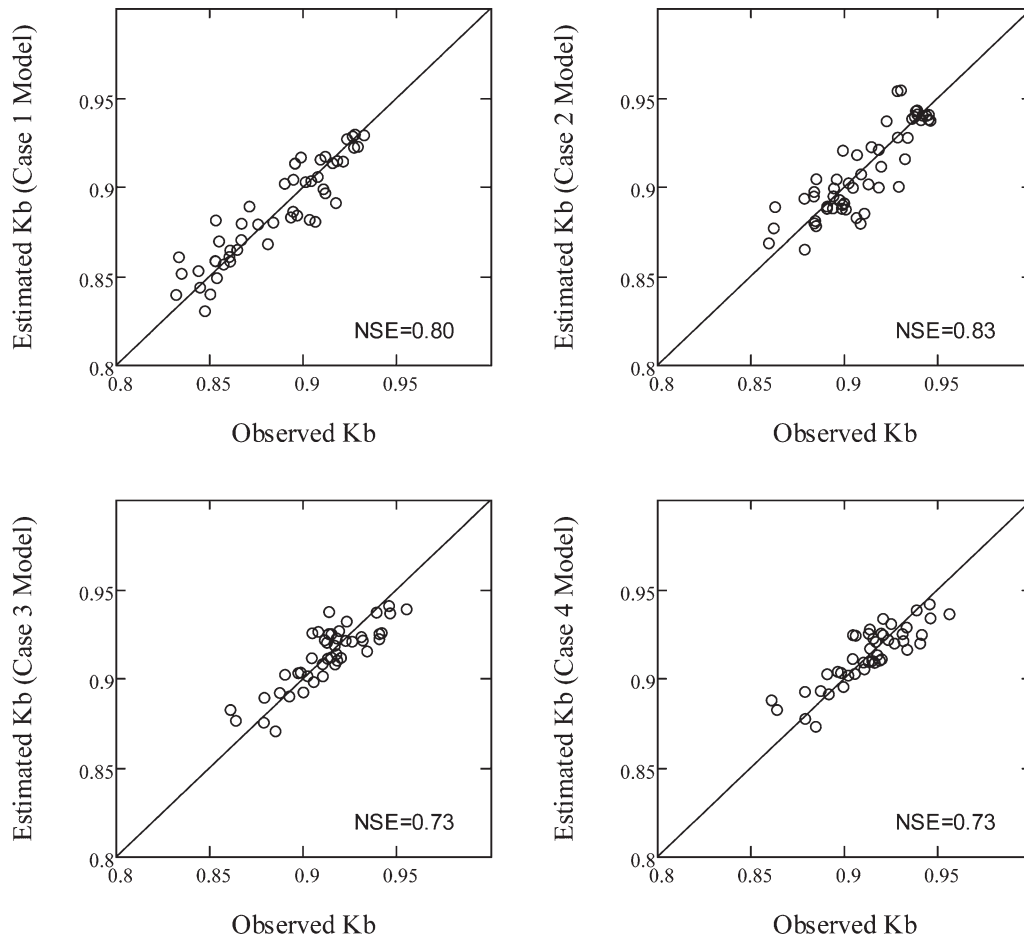 Estimated Kb (Case 1 Model)
0.95
0.9
0.85
0.8
0.8 0.85 0.9 0.95
NSE=0.80
Observed Kb
Estimated Kb (Case 2 Model)
0.95
0.9
0.85
0.8
0.8 0.85 0.9 0.95
NSE=0.83
Observed Kb
Estimated Kb (Case 3 Model)
0.95
0.9
0.85
0.8
0.8 0.85 0.9 0.95
NSE=0.73
Observed Kb
Estimated Kb (Case 4 Model)
0.95
0.9
0.85
0.8
0.8 0.85 0.9 0.95
NSE=0.73
Observed Kb